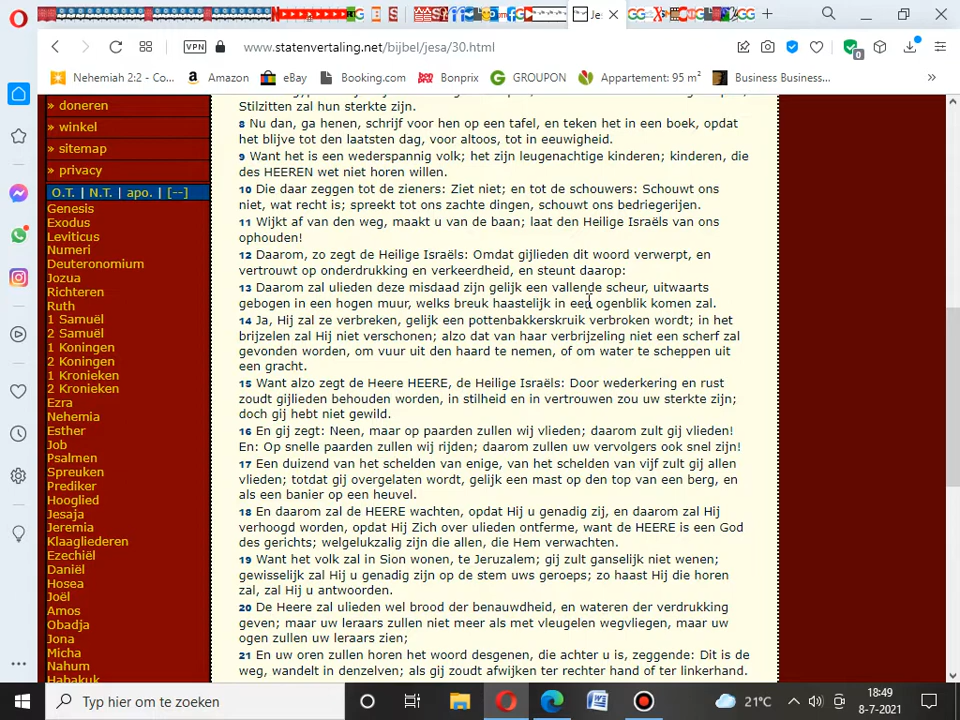 Jes
VPN
www.statenvertaling.net/bijbel/jesa/30.html
0
Nehemiah 2:2 - Co...
Amazon
eBay
Booking.com
Bonprix
GROUPON
Appartement: 95 m²
Business Business...
»
» doneren
» winkel
» sitemap
» privacy
O.T. | N.T. | apo. | [--]
Genesis
Exodus
Leviticus
Numeri
Deuteronomium
Jozua
Richteren
Ruth
1 Samuël
2 Samuël
1 Koningen
2 Koningen
1 Kronieken
2 Kronieken
Ezra
Nehemia
Esther
Job
Psalmen
Spreuken
Prediker
Hooglied
Jesaja
Jeremia
Klaagliederen
Ezechiël
Daniël
Hosea
Joël
Amos
Obadja
Jona
Micha
Nahum
Habakuk
Stilzitten zal hun sterkte zijn.
8 Nu dan, ga henen, schrijf voor hen op een tafel, en teken het in een boek, opdat
het blijve tot den laatsten dag, voor altoos, tot in eeuwigheid.
9 Want het is een wederspannig volk; het zijn leugenachtige kinderen; kinderen, die
des HEEREN wet niet horen willen.
10 Die daar zeggen tot de zieners: Ziet niet; en tot de schouwers: Schouwt ons
niet, wat recht is; spreekt tot ons zachte dingen, schouwt ons bedriegerijen.
11 Wijkt af van den weg, maakt u van de baan; laat den Heilige Israëls van ons
ophouden!
12 Daarom, zo zegt de Heilige Israëls: Omdat gijlieden dit woord verwerpt, en
vertrouwt op onderdrukking en verkeerdheid, en steunt daarop:
13 Daarom zal ulieden deze misdaad zijn gelijk een vallende scheur, uitwaarts
gebogen in een hogen muur, welks breuk haastelijk in een ogenblik komen zal.
14 Ja, Hij zal ze verbreken, gelijk een pottenbakkerskruik verbroken wordt; in het
brijzelen zal Hij niet verschonen; alzo dat van haar verbrijzeling niet een scherf zal
gevonden worden, om vuur uit den haard te nemen, of om water te scheppen uit
een gracht.
15 Want alzo zegt de Heere HEERE, de Heilige Israëls: Door wederkering en rust
zoudt gijlieden behouden worden, in stilheid en in vertrouwen zou uw sterkte zijn;
doch gij hebt niet gewild.
16 En gij zegt: Neen, maar op paarden zullen wij vlieden; daarom zult gij vlieden!
En: Op snelle paarden zullen wij rijden; daarom zullen uw vervolgers ook snel zijn!
17 Een duizend van het schelden van enige, van het schelden van vijf zult gij allen
vlieden; totdat gij overgelaten wordt, gelijk een mast op den top van een berg, en
als een banier op een heuvel.
18 En daarom zal de HEERE wachten, opdat Hij u genadig zij, en daarom zal Hij
verhoogd worden, opdat Hij Zich over ulieden ontferme, want de HEERE is een God
des gerichts; welgelukzalig zijn die allen, die Hem verwachten.
19 Want het volk zal in Sion wonen, te Jeruzalem; gij zult ganselijk niet wenen;
gewisselijk zal Hij u genadig zijn op de stem uws geroeps; zo haast Hij die horen
zal, zal Hij u antwoorden.
20 De Heere zal ulieden wel brood der benauwdheid, en wateren der verdrukking
geven; maar uw leraars zullen niet meer als met vleugelen wegvliegen, maar uw
ogen zullen uw leraars zien;
21 En uw oren zullen horen het woord desgenen, die achter u is, zeggende: Dit is de
weg, wandelt in denzelven; als gij zoudt afwijken ter rechter hand of ter linkerhand.
Typ hier om te zoeken
21°C
18:49
8-7-2021